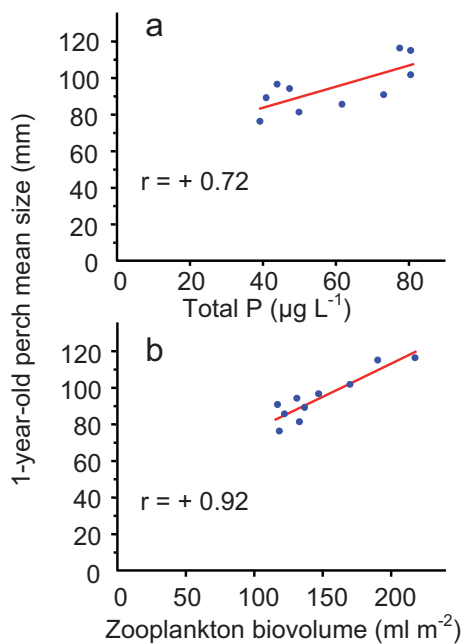 1-year-old perch mean size (mm)
a
120
100
80
60
40
20
0
r = + 0.72
0 20 40 60 80
Total P (µg L⁻¹)
b
120
100
80
60
40
20
0
r = + 0.92
0 50 100 150 200
Zooplankton biovolume (ml m⁻²)